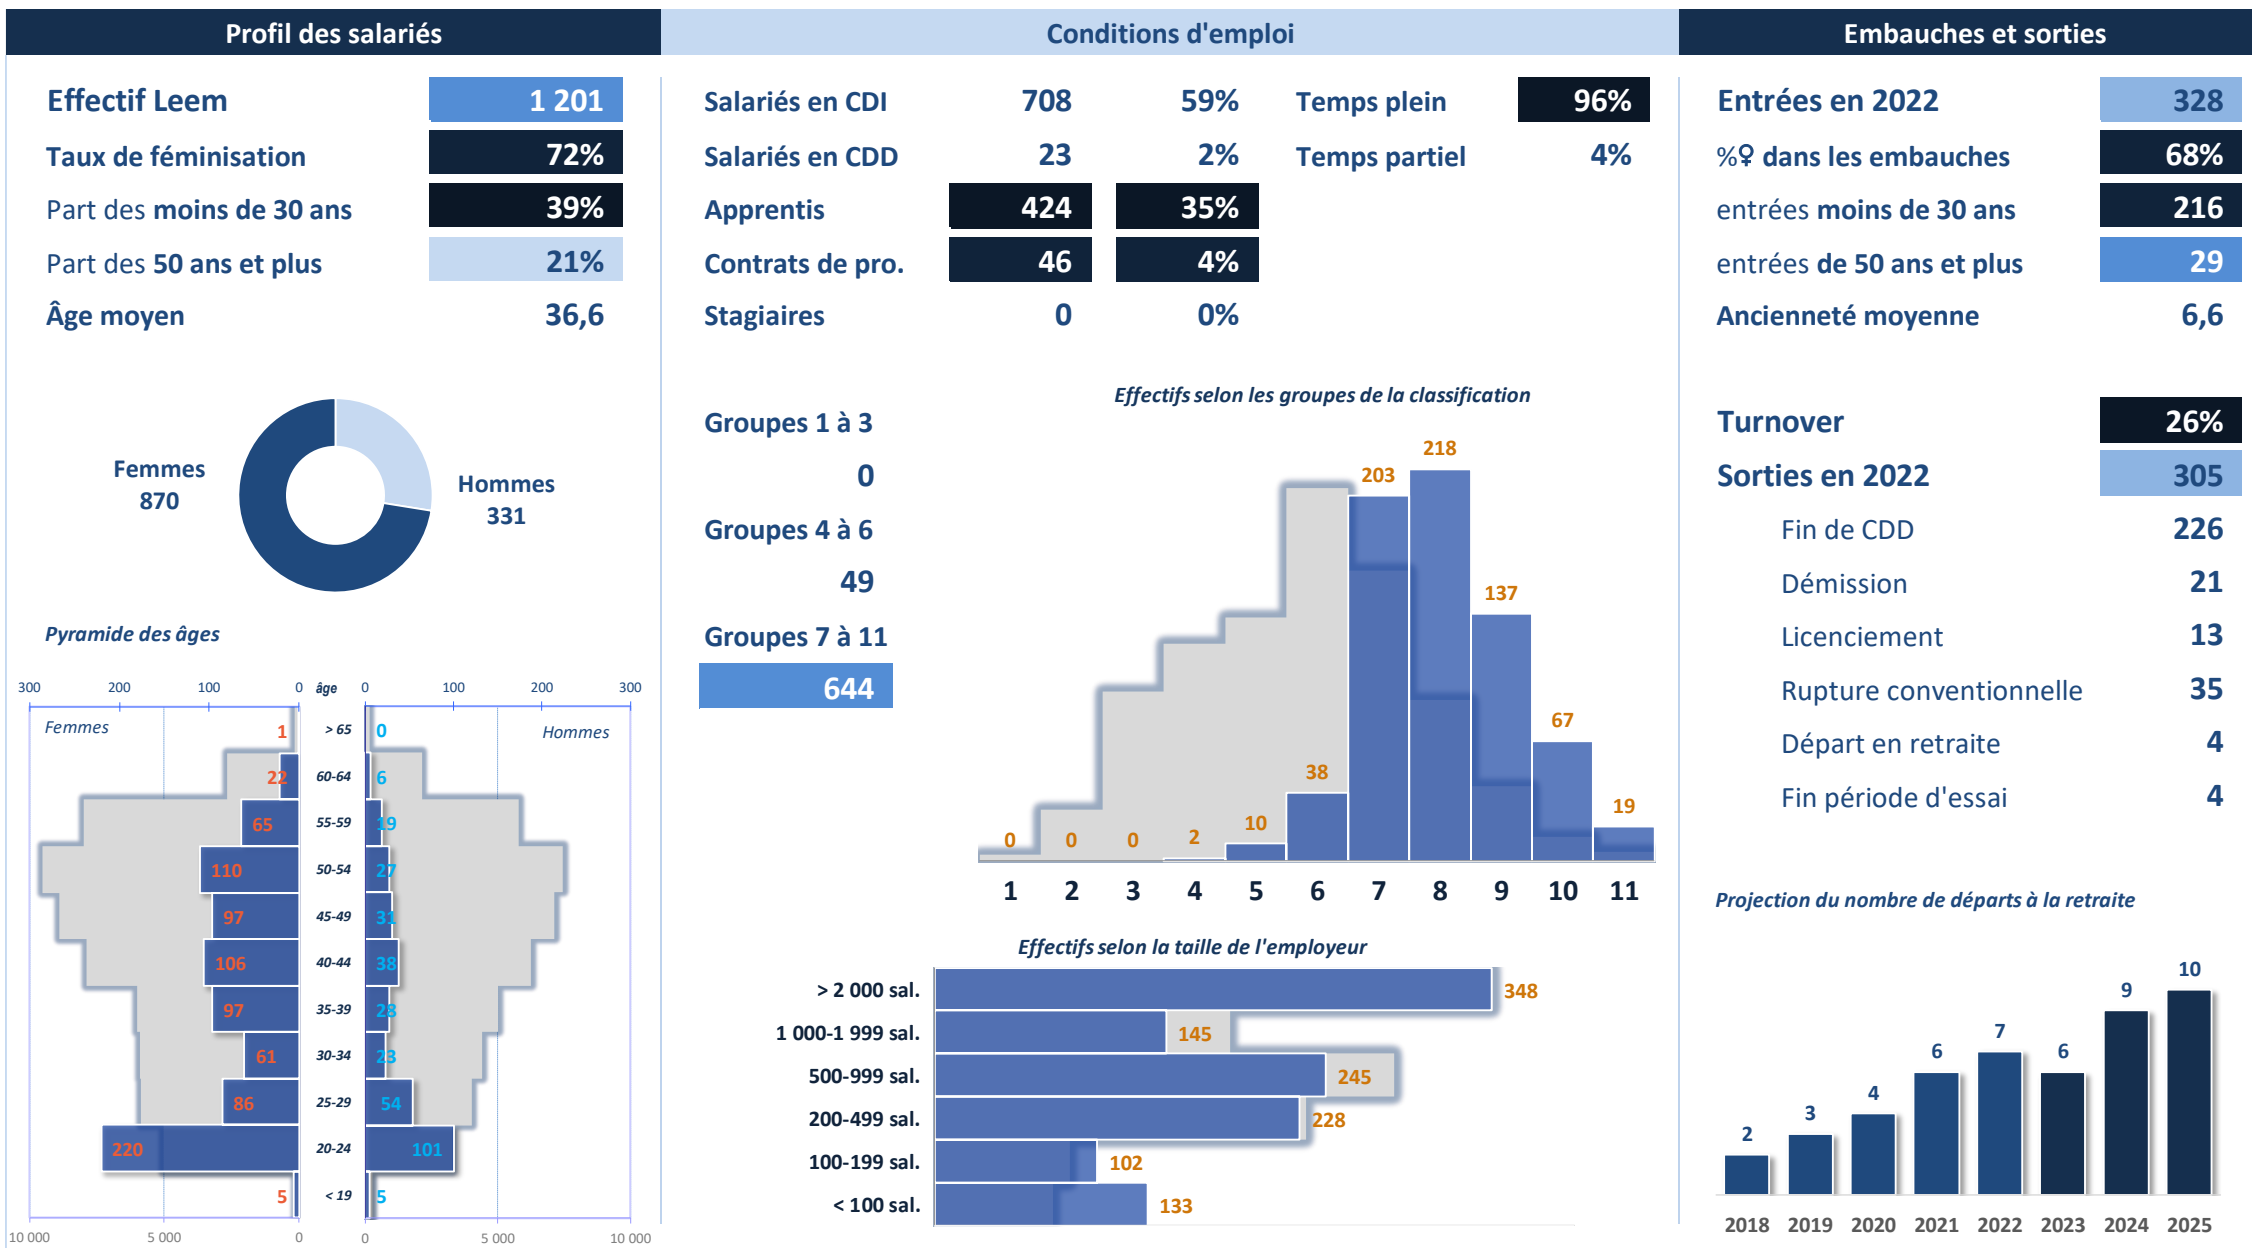 Profil des salariés
Effectif Leem 1 201
Taux de féminisation 72%
Part des moins de 30 ans 39%
Part des 50 ans et plus 21%
Âge moyen 36,6
Femmes
870
Hommes
331
Pyramide des âges
300 200 100 0 âge 0 100 200 300
Femmes Hommes
1 > 65 0
22 60-64 6
65 55-59 19
110 50-54 27
97 45-49 31
106 40-44 38
97 35-39 28
61 30-34 23
86 25-29 54
220 20-24 101
5 < 19 5
10 000 5 000 0 0 5 000 10 000
Conditions d'emploi
Salariés en CDI 708 59% Temps plein 96%
Salariés en CDD 23 2% Temps partiel 4%
Apprentis 424 35%
Contrats de pro. 46 4%
Stagiaires 0 0%
Groupes 1 à 3
0
Groupes 4 à 6
49
Groupes 7 à 11
644
Effectifs selon les groupes de la classification
0 0 0 2 10 38 203 218 137 67 19
1 2 3 4 5 6 7 8 9 10 11
Effectifs selon la taille de l'employeur
> 2 000 sal. 348
1 000-1 999 sal. 145
500-999 sal. 245
200-499 sal. 228
100-199 sal. 102
< 100 sal. 133
Embauches et sorties
Entrées en 2022 328
%♀ dans les embauches 68%
entrées moins de 30 ans 216
entrées de 50 ans et plus 29
Ancienneté moyenne 6,6
Turnover 26%
Sorties en 2022 305
Fin de CDD 226
Démission 21
Licenciement 13
Rupture conventionnelle 35
Départ en retraite 4
Fin période d'essai 4
Projection du nombre de départs à la retraite
2 3 4 6 7 6 9 10
2018 2019 2020 2021 2022 2023 2024 2025